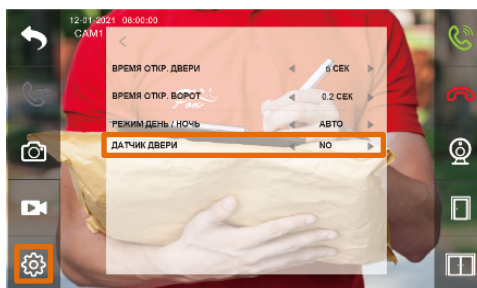 12-01-2021 06:00:00
CAM1
ВРЕМЯ ОТКР. ДВЕРИ 5 СЕК
ВРЕМЯ ОТКР. ВОРОТ 0.2 СЕК
РЕЖИМ ДЕНЬ / НОЧЬ АВТО
ДАТЧИК ДВЕРИ NO